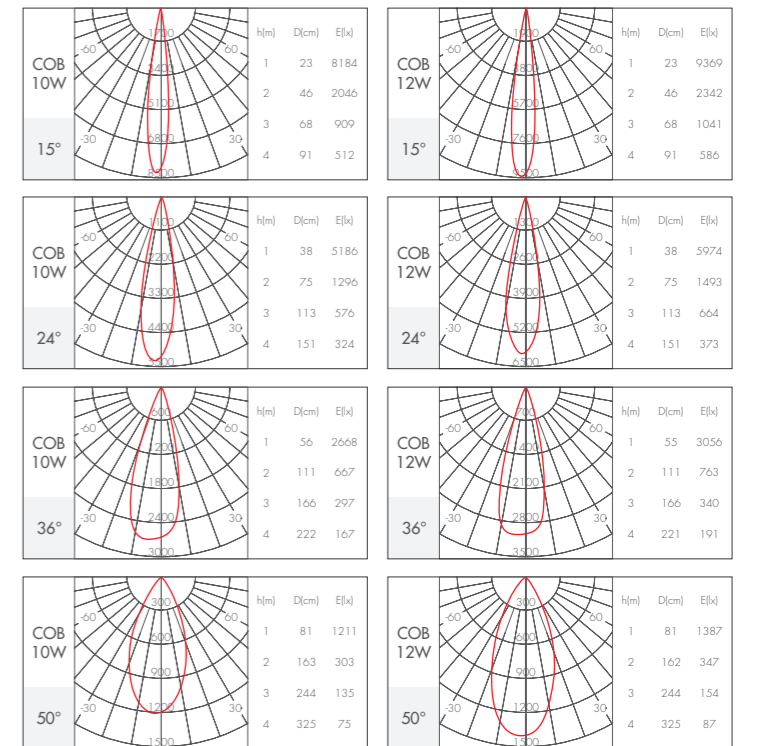 COB
10W
15°
-60
60
-30
30
1700
3400
5100
6800
8500
h(m) D(cm) E(lx)
1 23 8184
2 46 2046
3 68 909
4 91 512
COB
12W
15°
-60
60
-30
30
1900
3800
5700
7600
9500
h(m) D(cm) E(lx)
1 23 9369
2 46 2342
3 68 1041
4 91 586
COB
10W
24°
-60
60
-30
30
1100
2200
3300
4400
5500
h(m) D(cm) E(lx)
38 5186
2 75 1296
3 113 576
4 151 324
COB
12W
24°
-60
60
-30
30
1300
2600
3900
5200
6500
h(m) D(cm) E(lx)
1 38 5974
2 75 1493
3 113 664
4 151 373
COB
10W
36°
-60
60
-30
30
600
1200
1800
2400
3000
h(m) D(cm) E(lx)
1 56 2668
2 111 667
3 166 297
4 222 167
COB
12W
36°
-60
60
-30
30
700
1400
2100
2800
3500
h(m) D(cm) E(lx)
1 55 3056
2 111 763
3 166 340
4 221 191
COB
10W
50°
-60
60
-30
30
300
600
900
1200
1500
h(m) D(cm) E(lx)
1 81 1211
2 163 303
3 244 135
4 325 75
COB
12W
50°
-60
60
-30
30
300
600
900
1200
1500
h(m) D(cm) E(lx)
1 81 1387
2 162 347
3 244 154
4 325 87